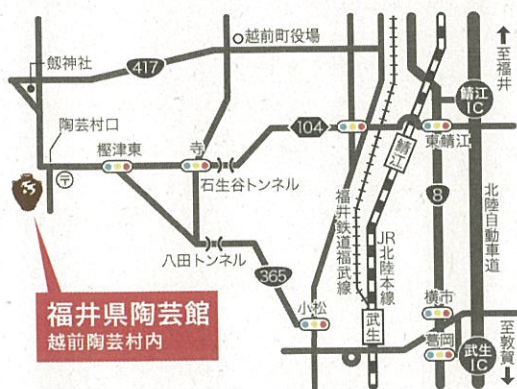 越前町役場
至福井
劔神社
417
鯖江
IC
陶芸村口
104
鯖江
東鯖江
樫津東
寺
石生谷トンネル
〒
8
北陸自動車道
福井鉄道福武線
JR北陸本線
八田トンネル
365
小松
横市
武生
葛岡
至敦賀
武生
IC
福井県陶芸館
越前陶芸村内